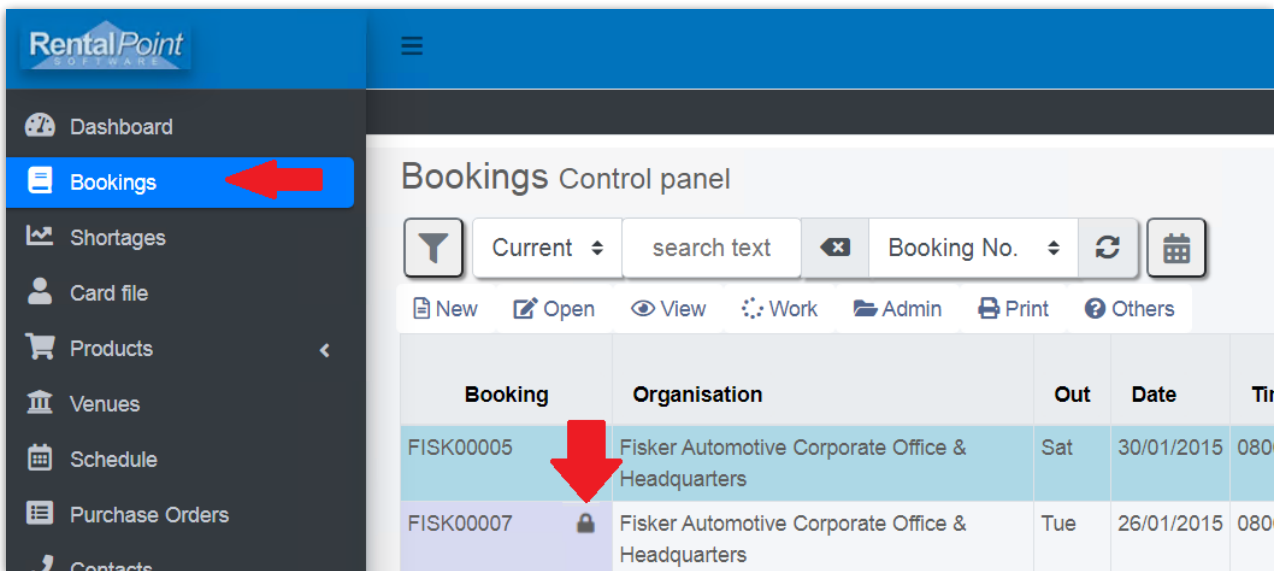 RentalPoint
SOFTWARE
Dashboard
Bookings
Shortages
Card file
Products
Venues
Schedule
Purchase Orders
Contacts
Bookings Control panel
Current search text Booking No.
New Open View Work Admin Print Others
Booking Organisation Out Date
FISK00005 Fisker Automotive Corporate Office & Sat 30/01/2015 080
Headquarters
FISK00007 Fisker Automotive Corporate Office & Tue 26/01/2015 080
Headquarters